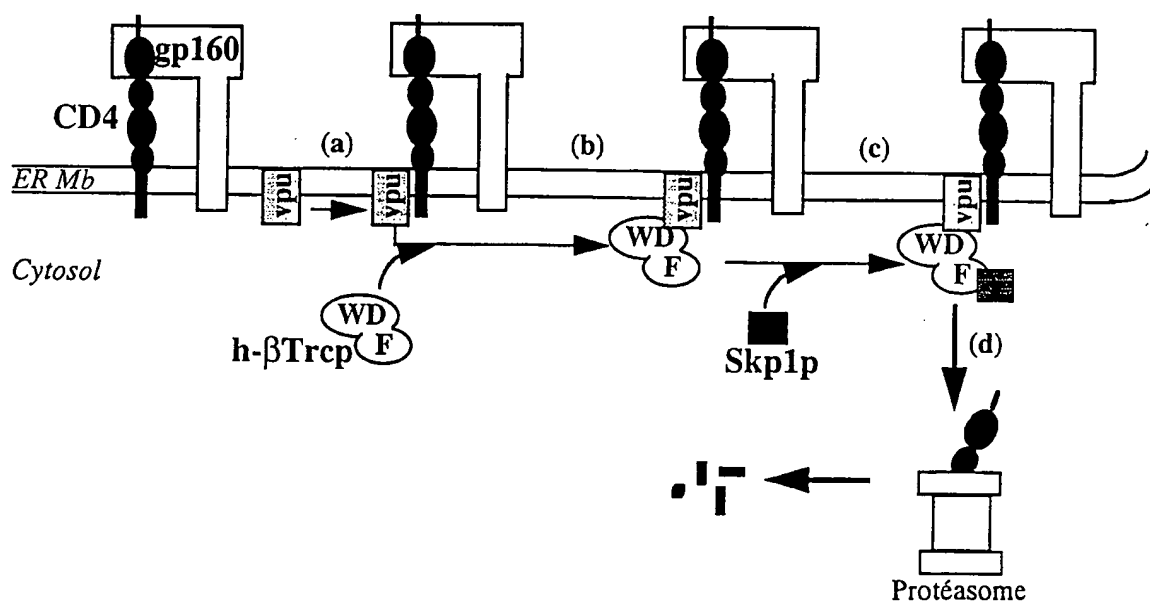 gp160
CD4
(a)
(b)
(c)
ER Mb
vpu
vpu
vpu
vpu
Cytosol
WD
F
WD
F
WD
F
h-βTrcp
Skp1p
(d)
Protéasome